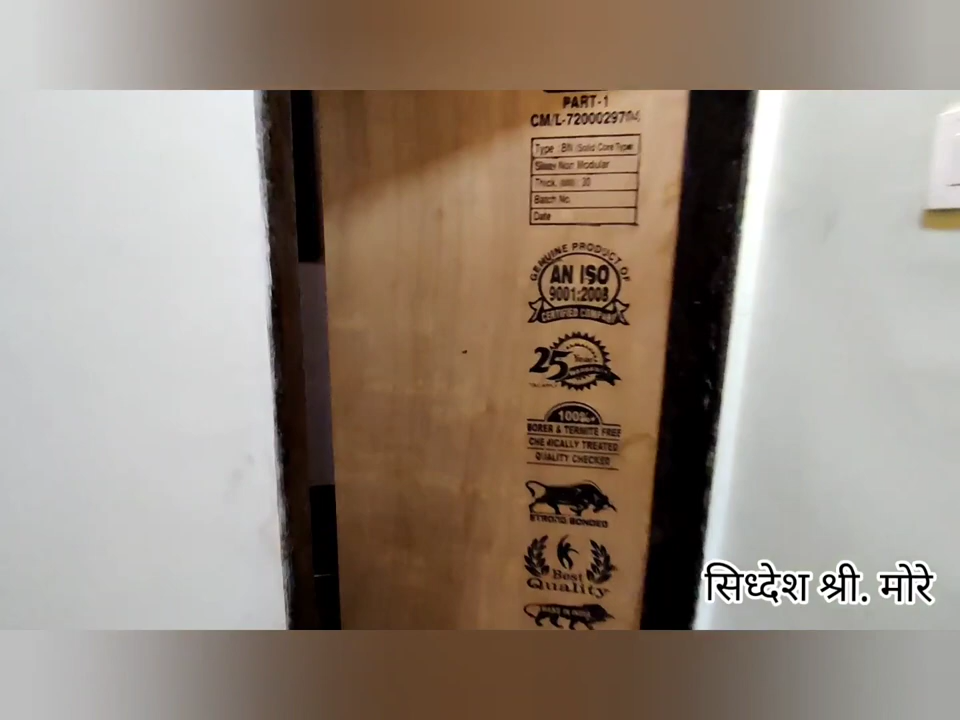 PART-1
CM/L-7200029704
Type : BN (Solid Core Type)
Non Modular
Thick. (MM) : 30
Batch No
Date
GENUINE PRODUCT OF
AN ISO
9001:2008
CERTIFIED COMPANY
25 Years
100%
BORER & TERMITE FREE
CHEMICALLY TREATED
QUALITY CHECKED
STRONG BONDED
Best
Quality
MADE IN INDIA
सिध्देश श्री. मोरे